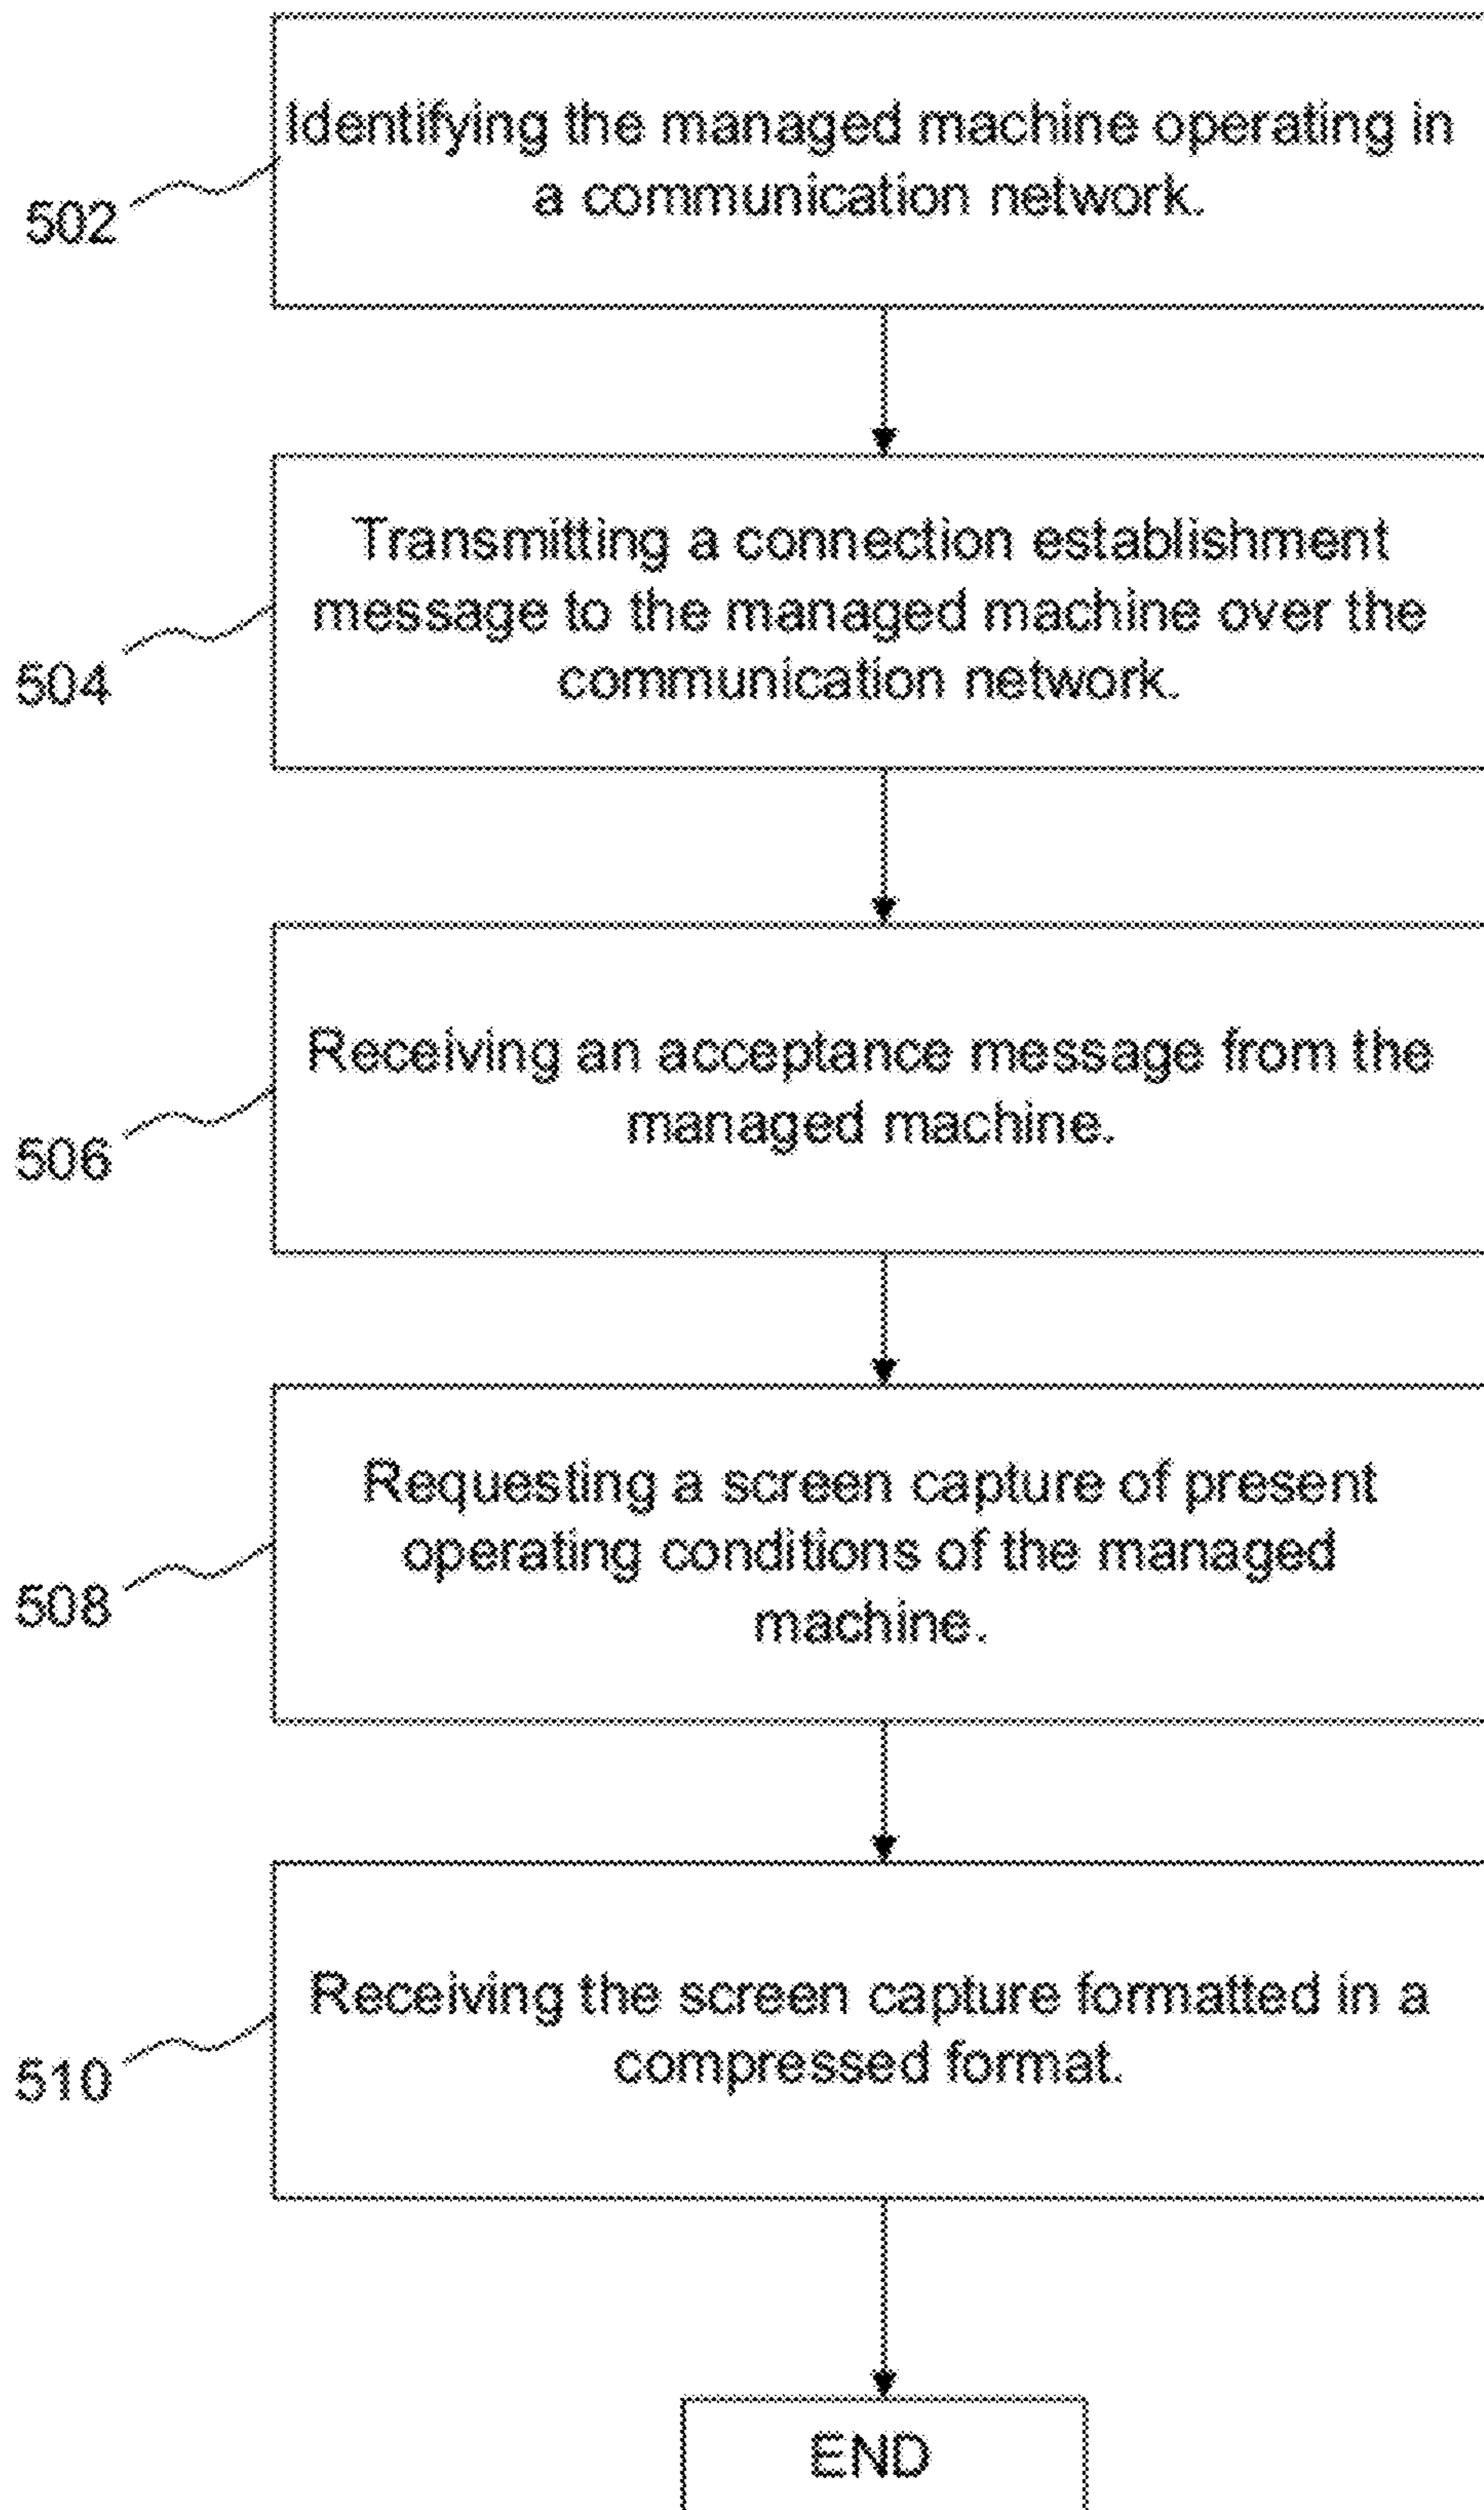 Identifying the managed machine operating in
a communication network.
502
Transmitting a connection establishment
message to the managed machine over the
communication network.
504
Receiving an acceptance message from the
managed machine.
506
Requesting a screen capture of present
operating conditions of the managed
machine.
508
Receiving the screen capture formatted in a
compressed format.
510
END